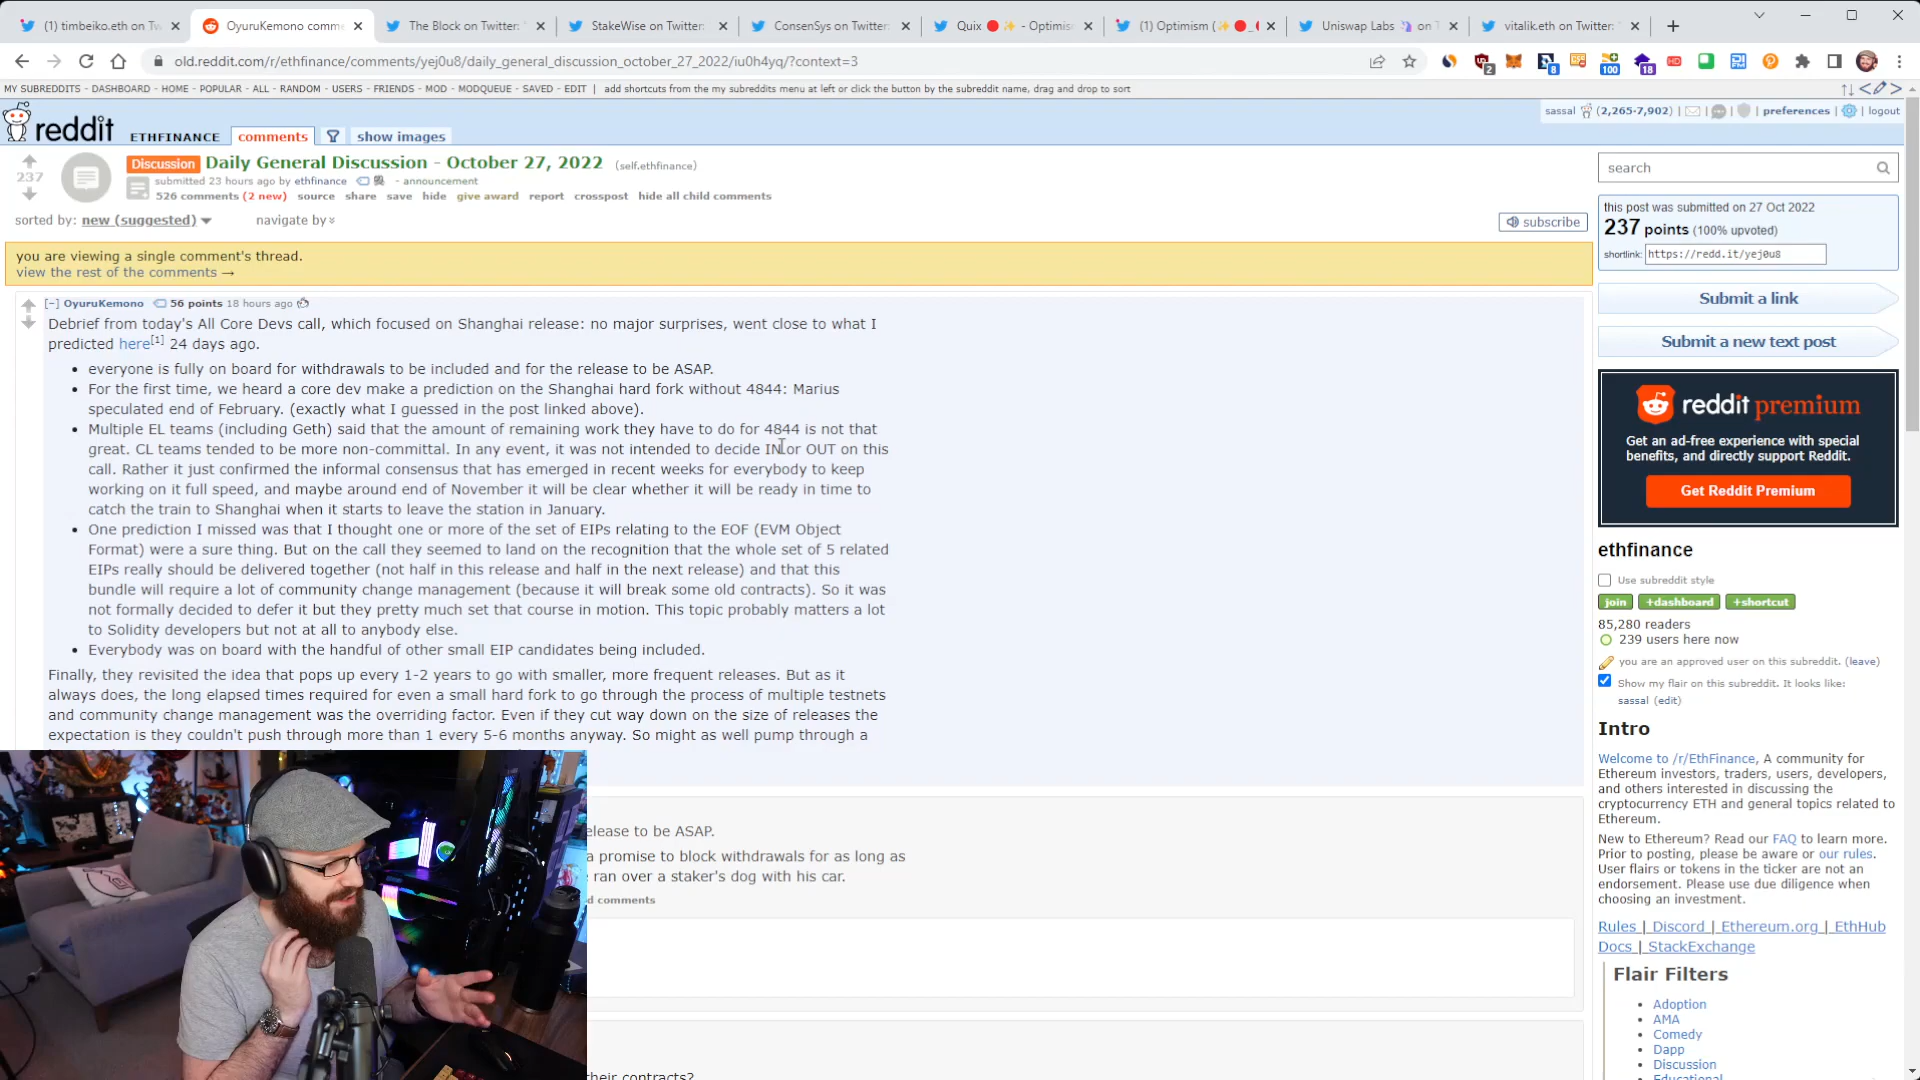 (1) timbeiko.eth on Tw
OyuruKemono comme
The Block on Twitter: "
StakeWise on Twitter:
ConsenSys on Twitter:
Quix 🔴✨ - Optimis
(1) Optimism (✨🔴_
Uniswap Labs 🦄 on T
vitalik.eth on Twitter: "
old.reddit.com/r/ethfinance/comments/yej0u8/daily_general_discussion_october_27_2022/iu0h4yq/?context=3
2 8 100 18 HD
MY SUBREDDITS - DASHBOARD - HOME - POPULAR - ALL - RANDOM - USERS - FRIENDS - MOD - MODQUEUE - SAVED - EDIT | add shortcuts from the my subreddits menu at left or click the button by the subreddit name, drag and drop to sort
sassal (2,265·7,902) | preferences | logout
reddit ETHFINANCE comments show images
237
Discussion Daily General Discussion - October 27, 2022 (self.ethfinance)
submitted 23 hours ago by ethfinance - announcement
526 comments (2 new) source share save hide give award report crosspost hide all child comments
sorted by: new (suggested) navigate by
subscribe
you are viewing a single comment's thread.
view the rest of the comments →
[–] OyuruKemono 56 points 18 hours ago
Debrief from today's All Core Devs call, which focused on Shanghai release: no major surprises, went close to what I
predicted here[1] 24 days ago.
• everyone is fully on board for withdrawals to be included and for the release to be ASAP.
• For the first time, we heard a core dev make a prediction on the Shanghai hard fork without 4844: Marius
speculated end of February. (exactly what I guessed in the post linked above).
• Multiple EL teams (including Geth) said that the amount of remaining work they have to do for 4844 is not that
great. CL teams tended to be more non-committal. In any event, it was not intended to decide IN or OUT on this
call. Rather it just confirmed the informal consensus that has emerged in recent weeks for everybody to keep
working on it full speed, and maybe around end of November it will be clear whether it will be ready in time to
catch the train to Shanghai when it starts to leave the station in January.
• One prediction I missed was that I thought one or more of the set of EIPs relating to the EOF (EVM Object
Format) were a sure thing. But on the call they seemed to land on the recognition that the whole set of 5 related
EIPs really should be delivered together (not half in this release and half in the next release) and that this
bundle will require a lot of community change management (because it will break some old contracts). So it was
not formally decided to defer it but they pretty much set that course in motion. This topic probably matters a lot
to Solidity developers but not at all to anybody else.
• Everybody was on board with the handful of other small EIP candidates being included.
Finally, they revisited the idea that pops up every 1-2 years to go with smaller, more frequent releases. But as it
always does, the long elapsed times required for even a small hard fork to go through the process of multiple testnets
and community change management was the overriding factor. Even if they cut way down on the size of releases the
expectation is they couldn't push through more than 1 every 5-6 months anyway. So might as well pump through a
elease to be ASAP.
a promise to block withdrawals for as long as
ran over a staker's dog with his car.
d comments
their contracts?
search
this post was submitted on 27 Oct 2022
237 points (100% upvoted)
shortlink: https://redd.it/yej0u8
Submit a link
Submit a new text post
reddit premium
Get an ad-free experience with special
benefits, and directly support Reddit.
Get Reddit Premium
ethfinance
Use subreddit style
join +dashboard +shortcut
85,280 readers
239 users here now
you are an approved user on this subreddit. (leave)
Show my flair on this subreddit. It looks like:
sassal (edit)
Intro
Welcome to /r/EthFinance, A community for
Ethereum investors, traders, users, developers,
and others interested in discussing the
cryptocurrency ETH and general topics related to
Ethereum.
New to Ethereum? Read our FAQ to learn more.
Prior to posting, please be aware or our rules.
User flairs or tokens in the ticker are not an
endorsement. Please use due diligence when
choosing an investment.
Rules | Discord | Ethereum.org | EthHub
Docs | StackExchange
Flair Filters
• Adoption
• AMA
• Comedy
• Dapp
• Discussion
Educational